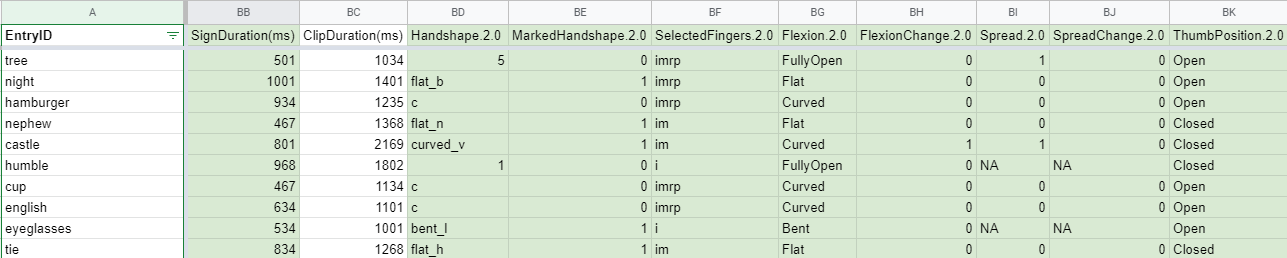 A BB BC BD BE BF BG BH BI BJ BK
EntryID SignDuration(ms) ClipDuration(ms) Handshape.2.0 MarkedHandshape.2.0 SelectedFingers.2.0 Flexion.2.0 FlexionChange.2.0 Spread.2.0 SpreadChange.2.0 ThumbPosition.2.0
tree 501 1034 5 0 imrp FullyOpen 0 1 0 Open
night 1001 1401 flat_b 1 imrp Flat 0 0 0 Open
hamburger 934 1235 c 0 imrp Curved 0 0 0 Open
nephew 467 1368 flat_n 1 im Flat 0 0 0 Closed
castle 801 2169 curved_v 1 im Curved 1 1 0 Closed
humble 968 1802 1 0 i FullyOpen 0 NA NA Closed
cup 467 1134 c 0 imrp Curved 0 0 0 Open
english 634 1101 c 0 imrp Curved 0 0 0 Open
eyeglasses 534 1001 bent_l 1 i Bent 0 NA NA Open
tie 834 1268 flat_h 1 im Flat 0 0 0 Closed